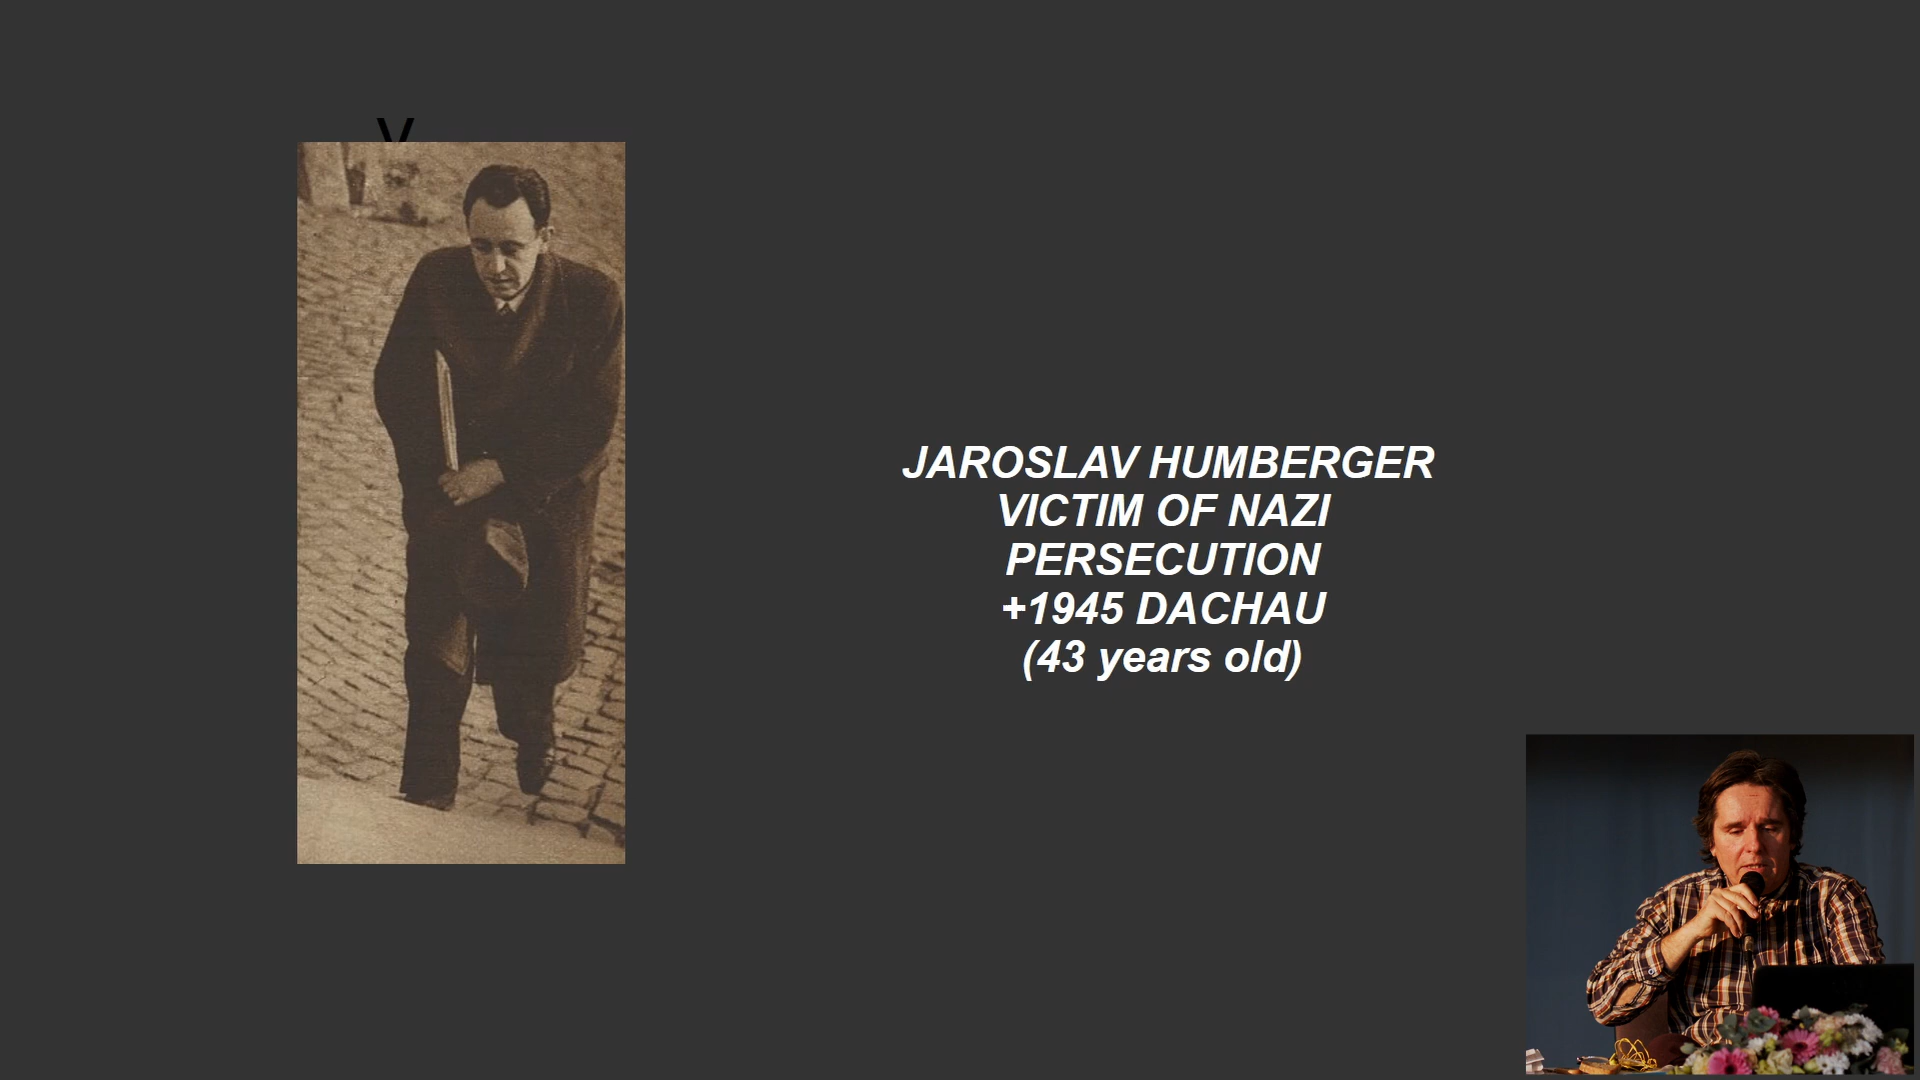 V
JAROSLAV HUMBERGER
VICTIM OF NAZI
PERSECUTION
+1945 DACHAU
(43 years old)